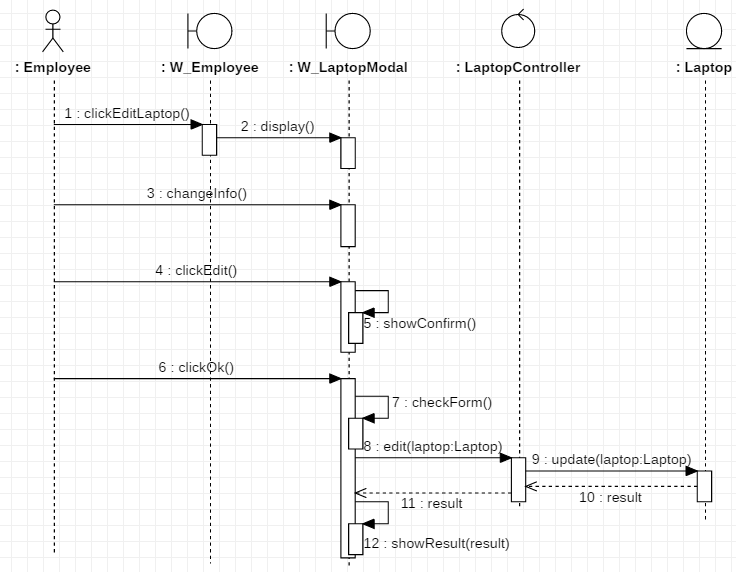 : Employee
: W_Employee
: W_LaptopModal
: LaptopController
: Laptop
1 : clickEditLaptop()
2 : display()
3 : changeInfo()
4 : clickEdit()
5 : showConfirm()
6 : clickOk()
7 : checkForm()
8 : edit(laptop:Laptop)
9 : update(laptop:Laptop)
10 : result
11 : result
12 : showResult(result)